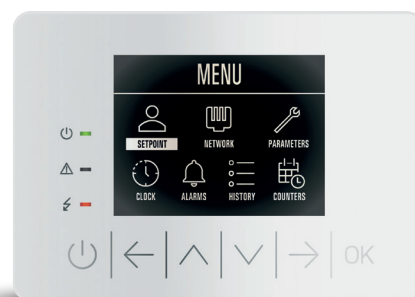 MENU
SETPOINT NETWORK PARAMETERS
CLOCK ALARMS HISTORY COUNTERS
OK